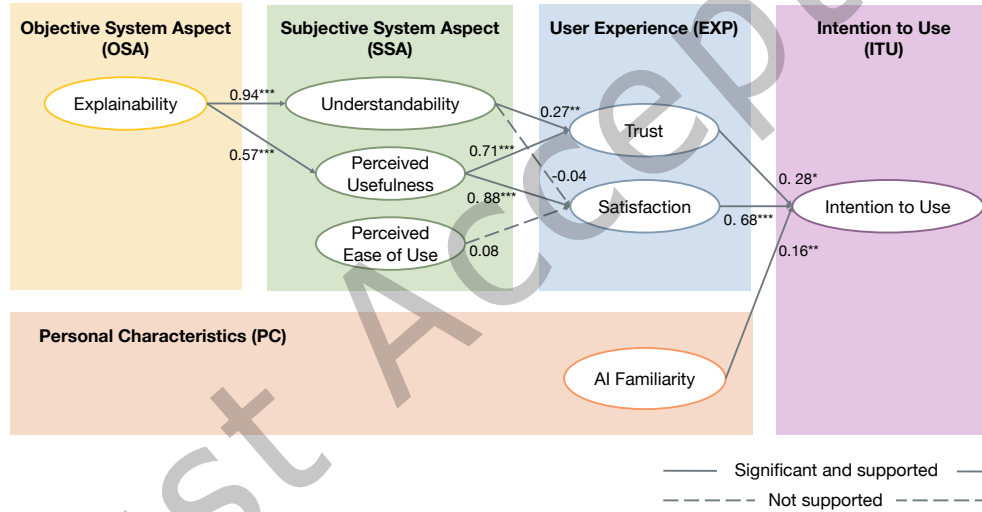 Objective System Aspect
(OSA)
Subjective System Aspect
(SSA)
User Experience (EXP)
Intention to Use
(ITU)
Explainability
0.94***
0.57***
Understandability
Perceived
Usefulness
Perceived
Ease of Use
0.27**
0.71***
-0.04
0. 88***
0.08
Trust
Satisfaction
0. 28*
0. 68***
0.16**
Intention to Use
Personal Characteristics (PC)
AI Familiarity
Significant and supported
Not supported
st Accept